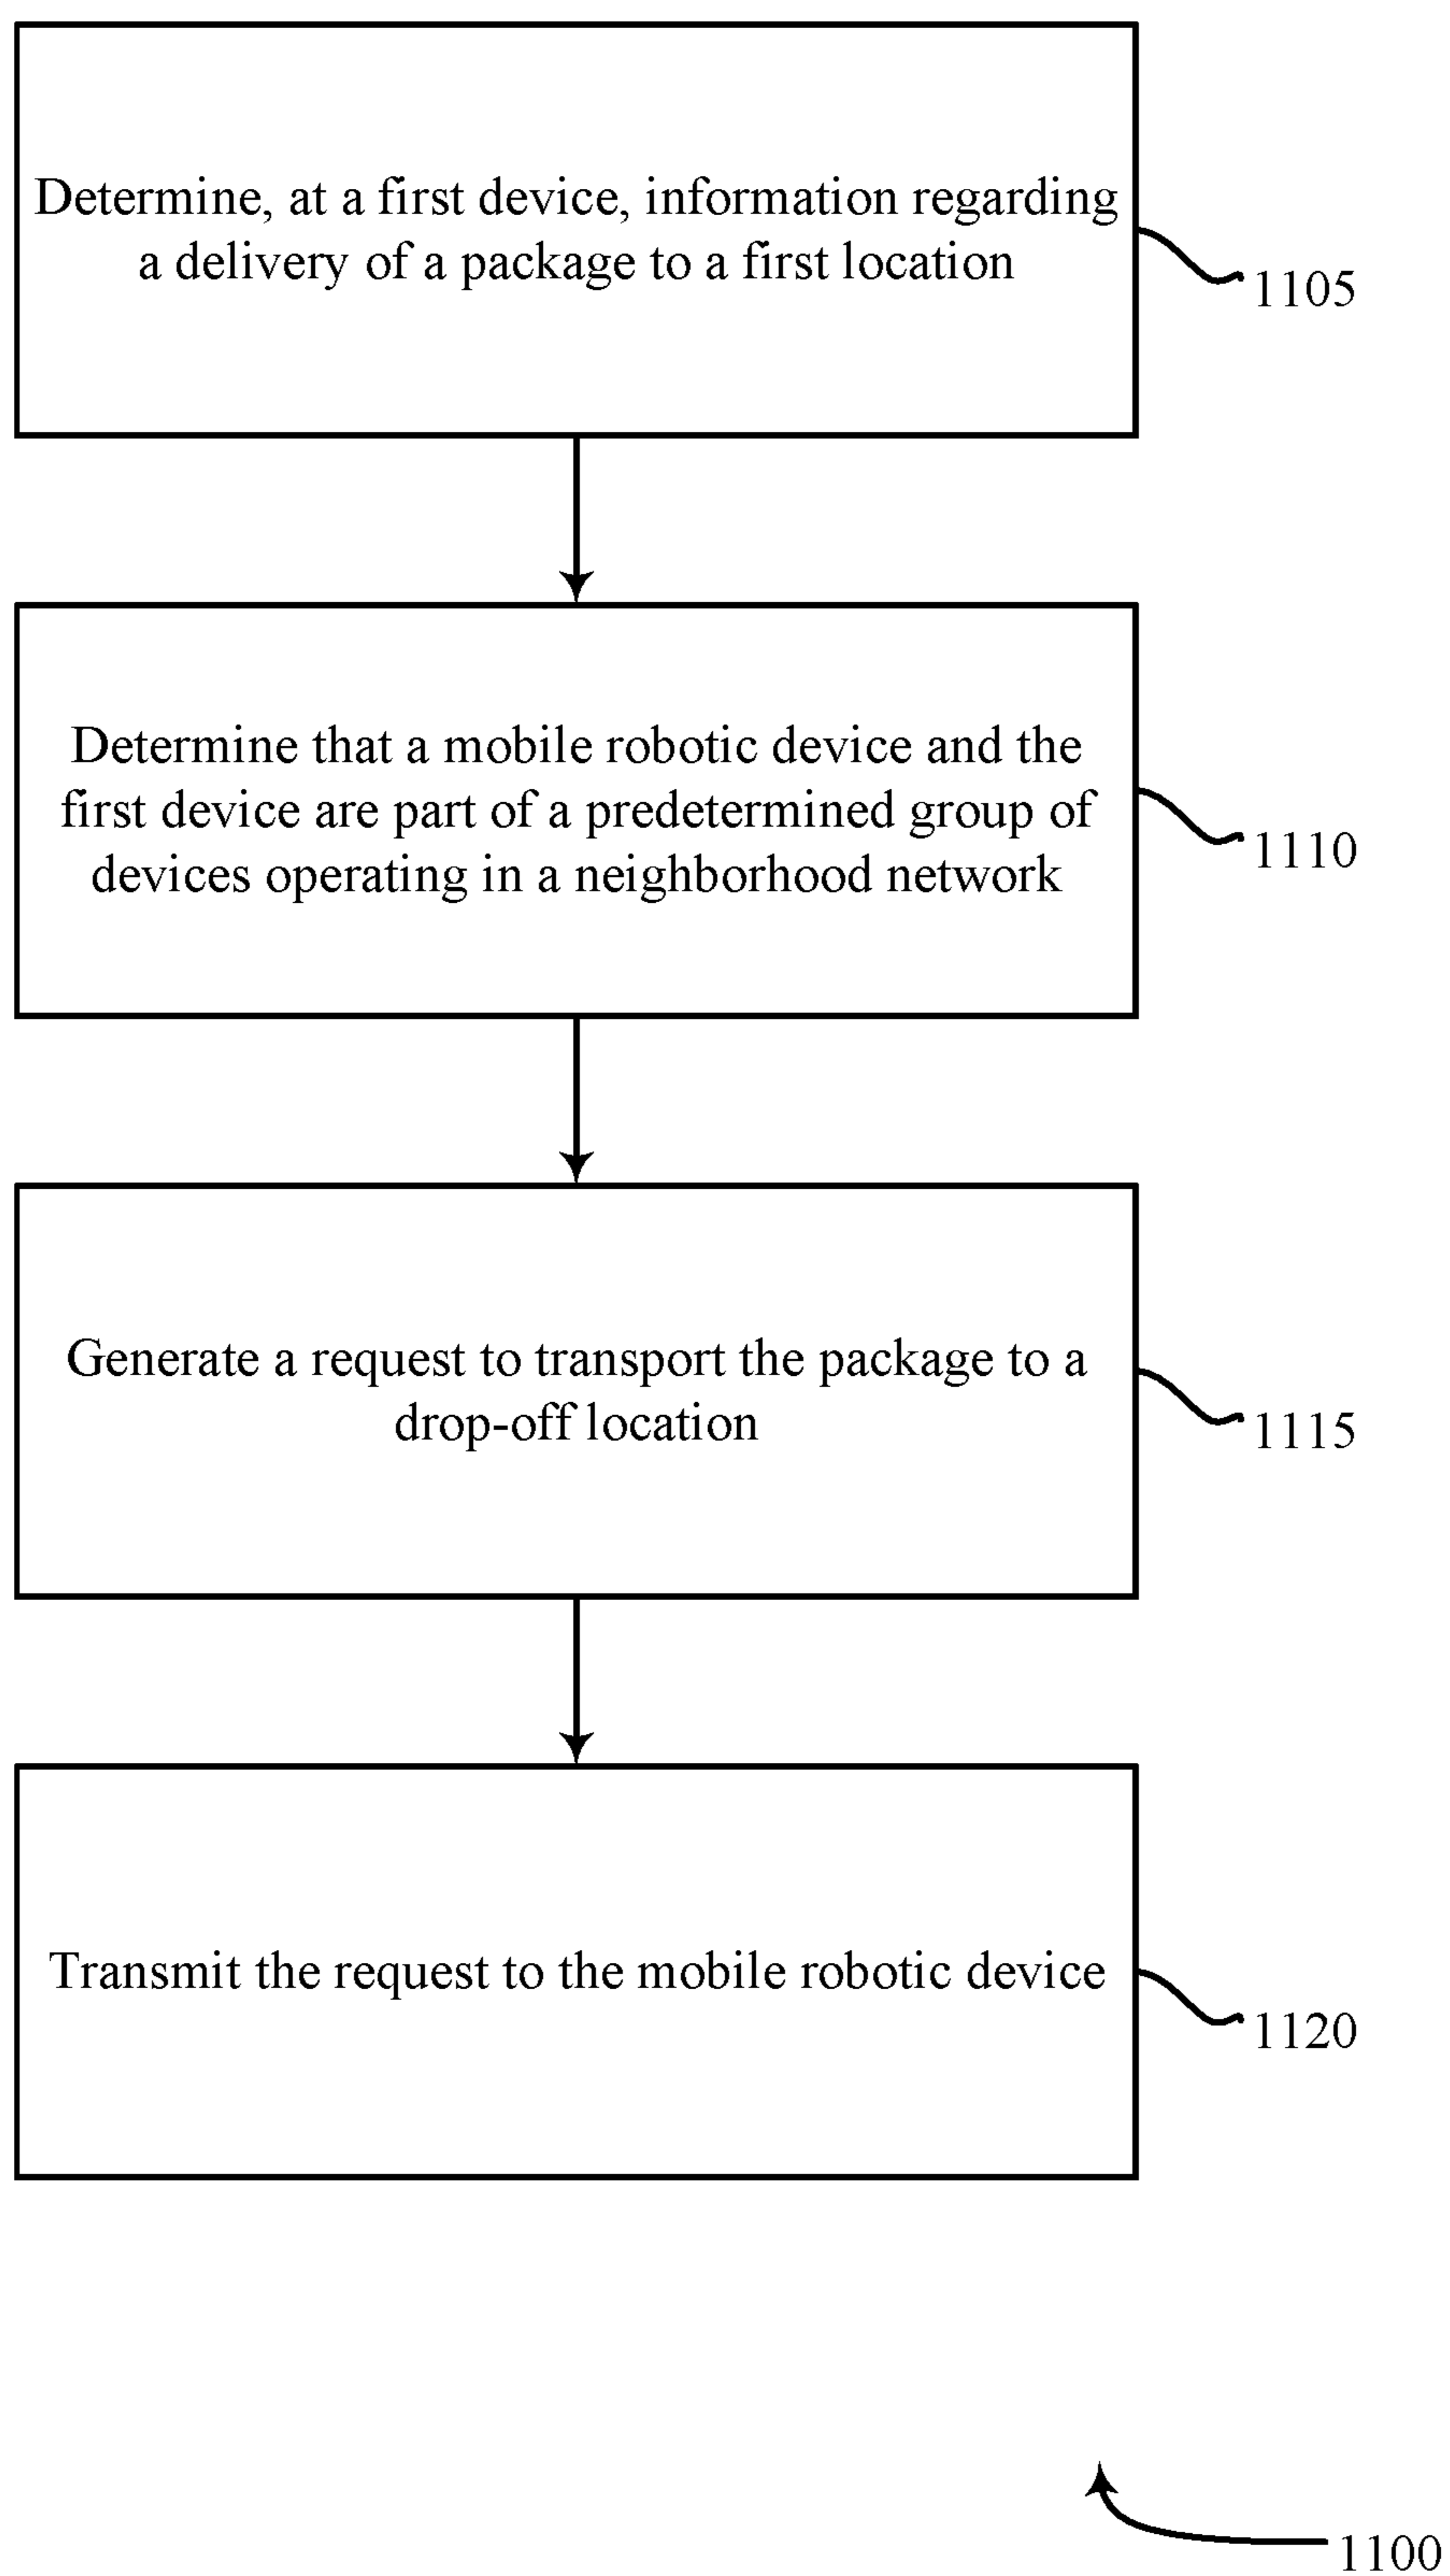 Determine, at a first device, information regarding
a delivery of a package to a first location
1105
Determine that a mobile robotic device and the
first device are part of a predetermined group of
devices operating in a neighborhood network
1110
Generate a request to transport the package to a
drop-off location
1115
Transmit the request to the mobile robotic device
1120
1100